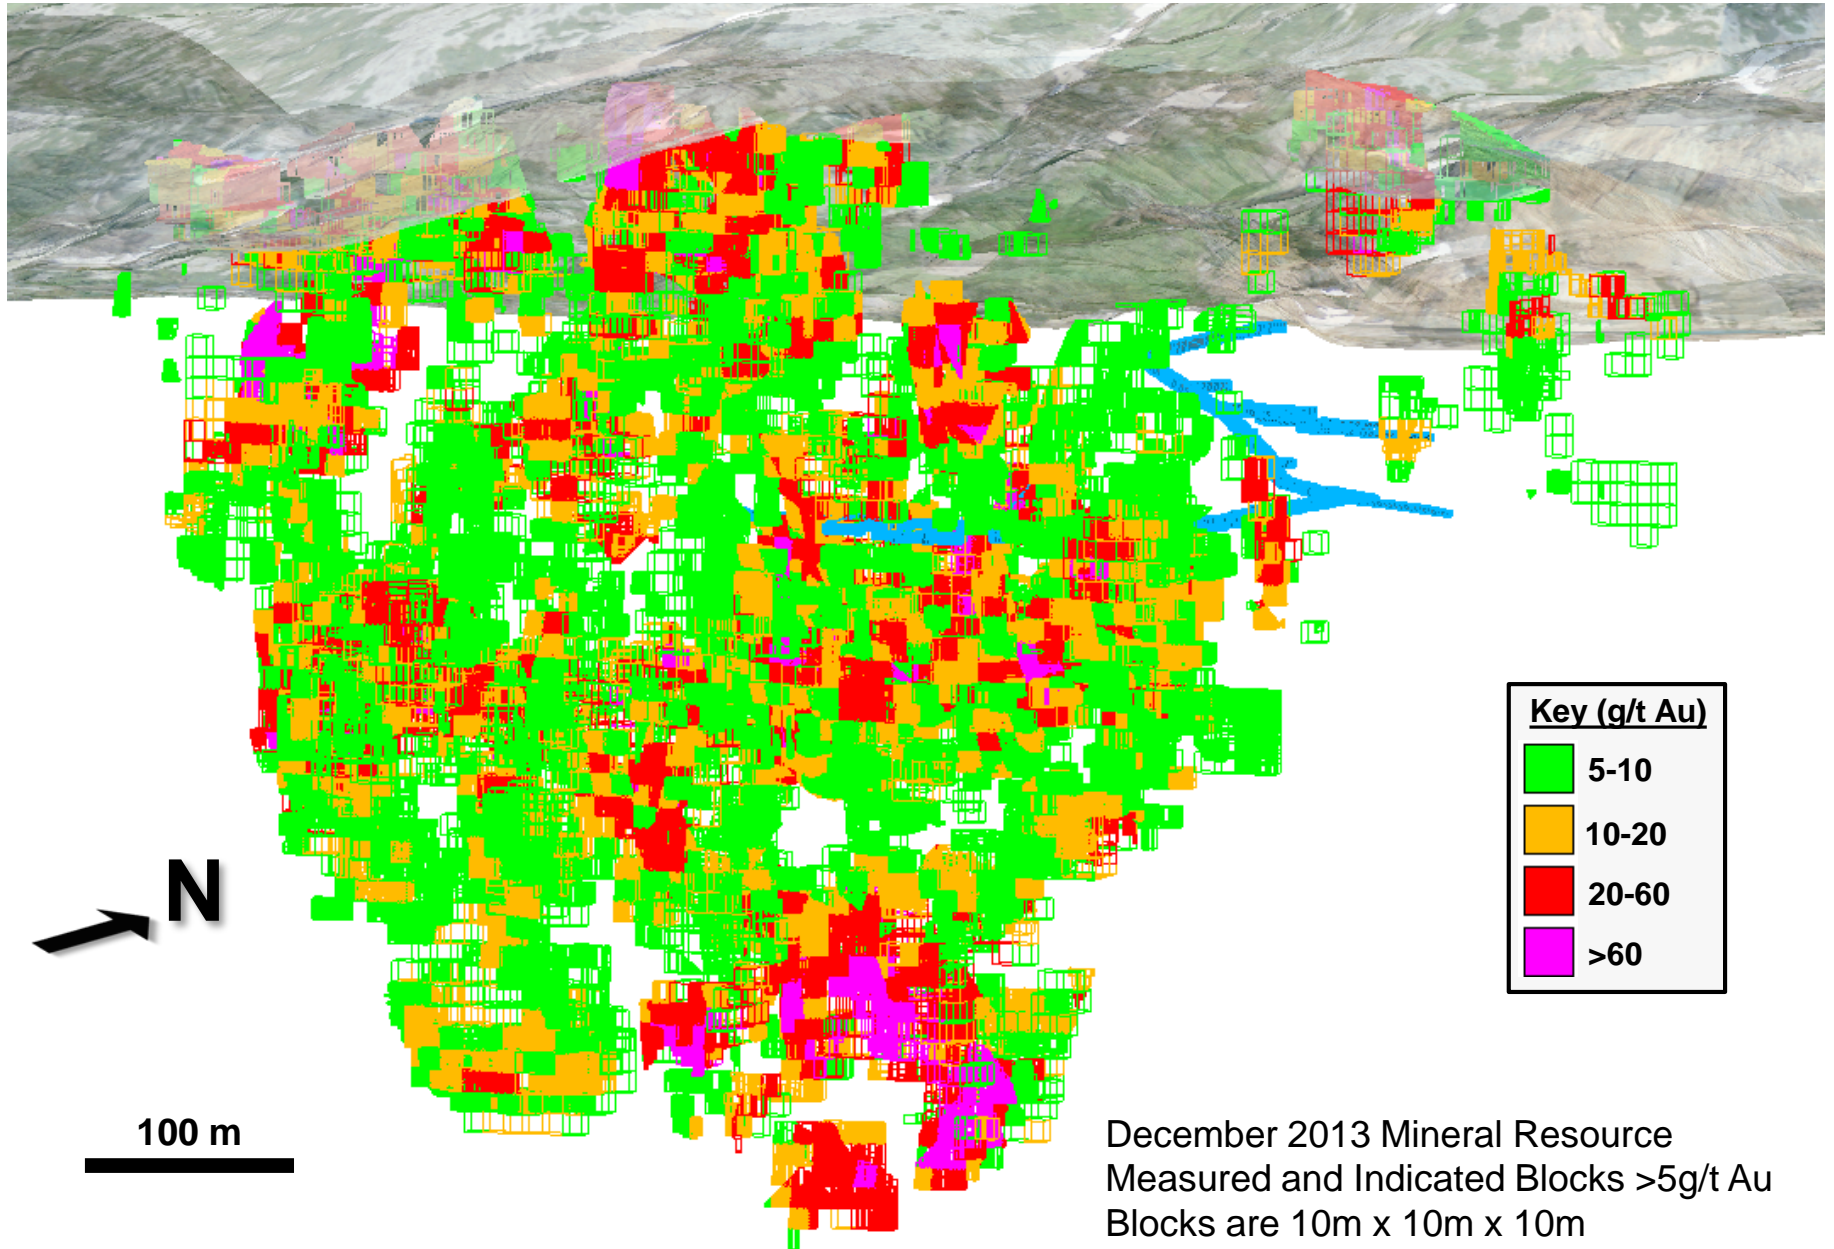 Key (g/t Au)
5-10
10-20
20-60
>60
N
100 m
December 2013 Mineral Resource
Measured and Indicated Blocks >5g/t Au
Blocks are 10m x 10m x 10m